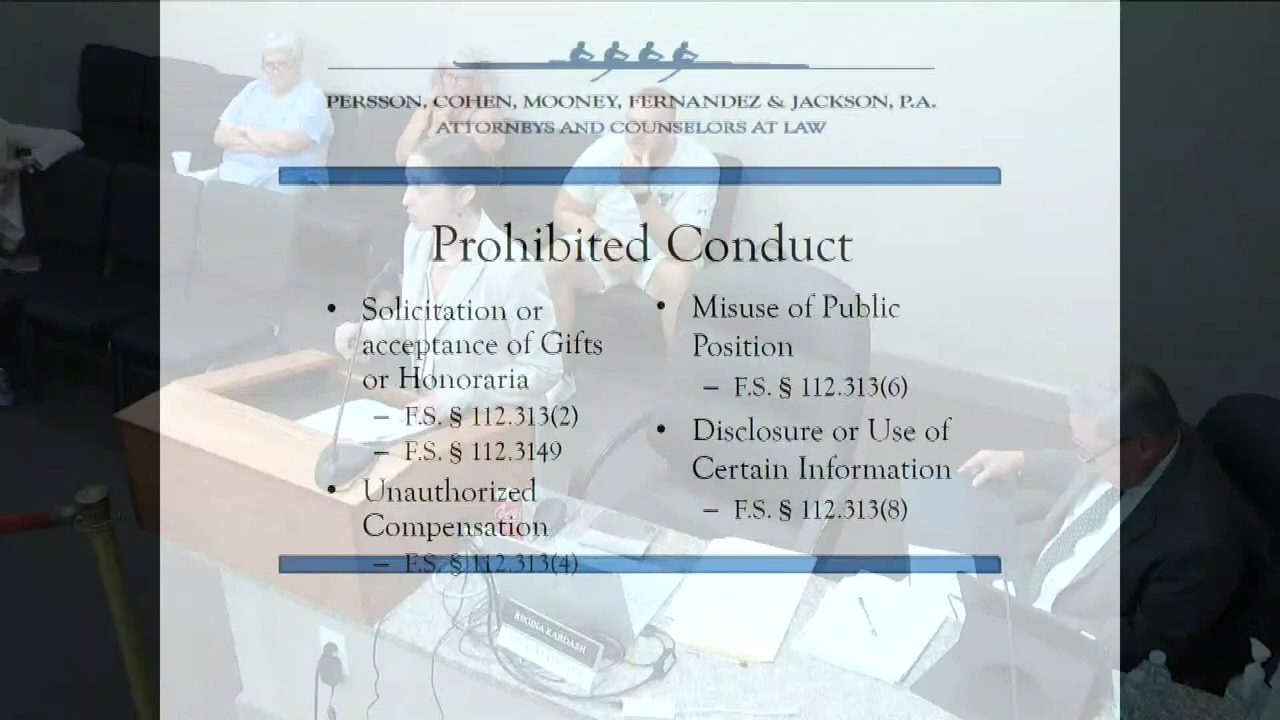 PERSSON, COHEN, MOONEY, FERNANDEZ & JACKSON, P.A.
ATTORNEYS AND COUNSELORS AT LAW
Prohibited Conduct
• Solicitation or
acceptance of Gifts
or Honoraria
– F.S. § 112.313(2)
– F.S. § 112.3149
• Unauthorized
Compensation
– F.S. § 112.313(4)
• Misuse of Public
Position
– F.S. § 112.313(6)
• Disclosure or Use of
Certain Information
– F.S. § 112.313(8)
REGINA KARDASH